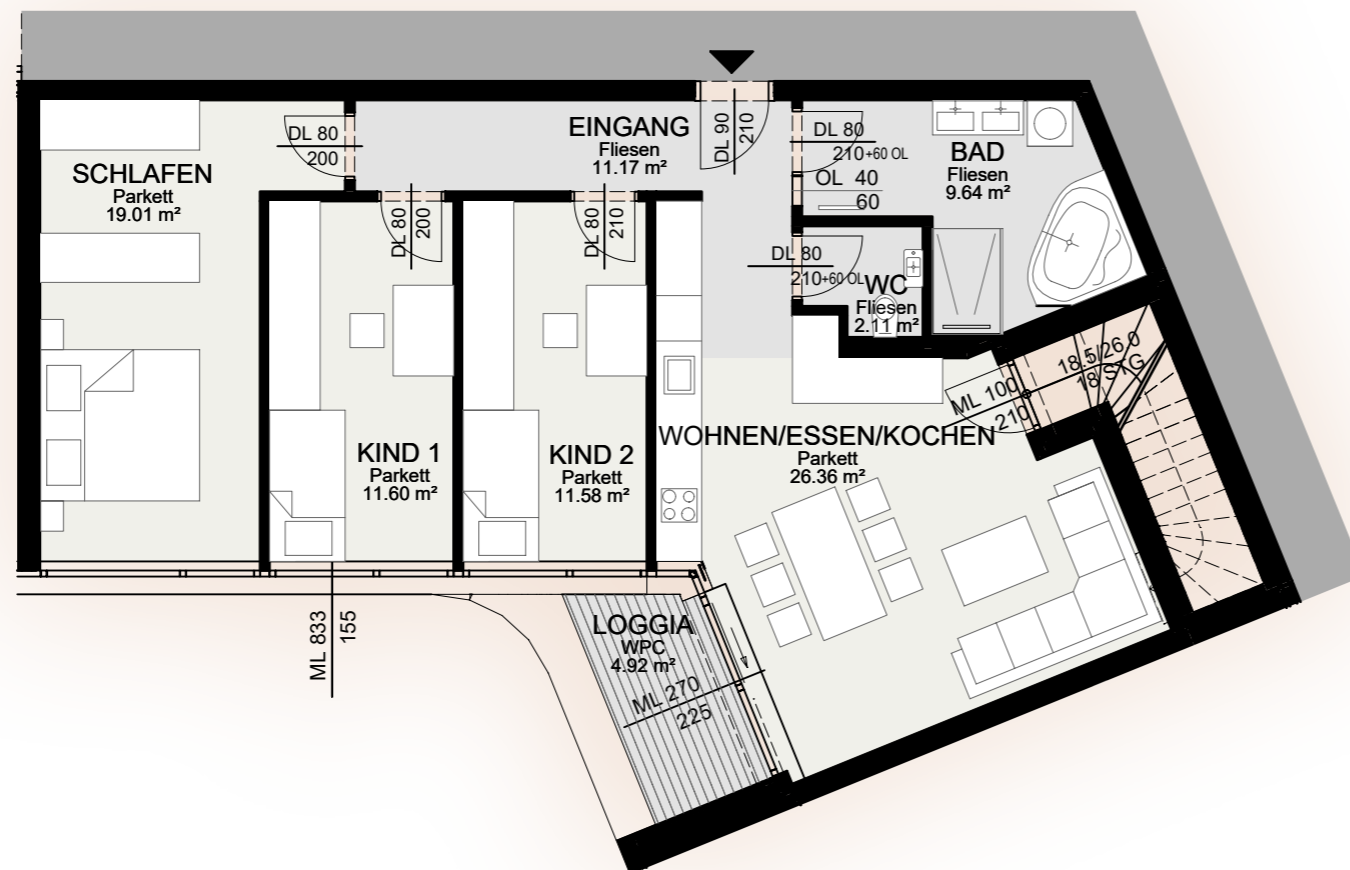 SCHLAFEN
Parkett
19.01 m²
DL 80
200
EINGANG
Fliesen
11.17 m²
DL 90
210
DL 80
210+60 OL
OL 40
60
BAD
Fliesen
9.64 m²
DL 80
200
DL 80
210
DL 80
210+60 OL
WC
Fliesen
2.11 m²
KIND 1
Parkett
11.60 m²
KIND 2
Parkett
11.58 m²
WOHNEN/ESSEN/KOCHEN
Parkett
26.36 m²
ML 100
210
18.5/26.0
18 STG
ML 833
155
LOGGIA
WPC
4.92 m²
ML 270
225